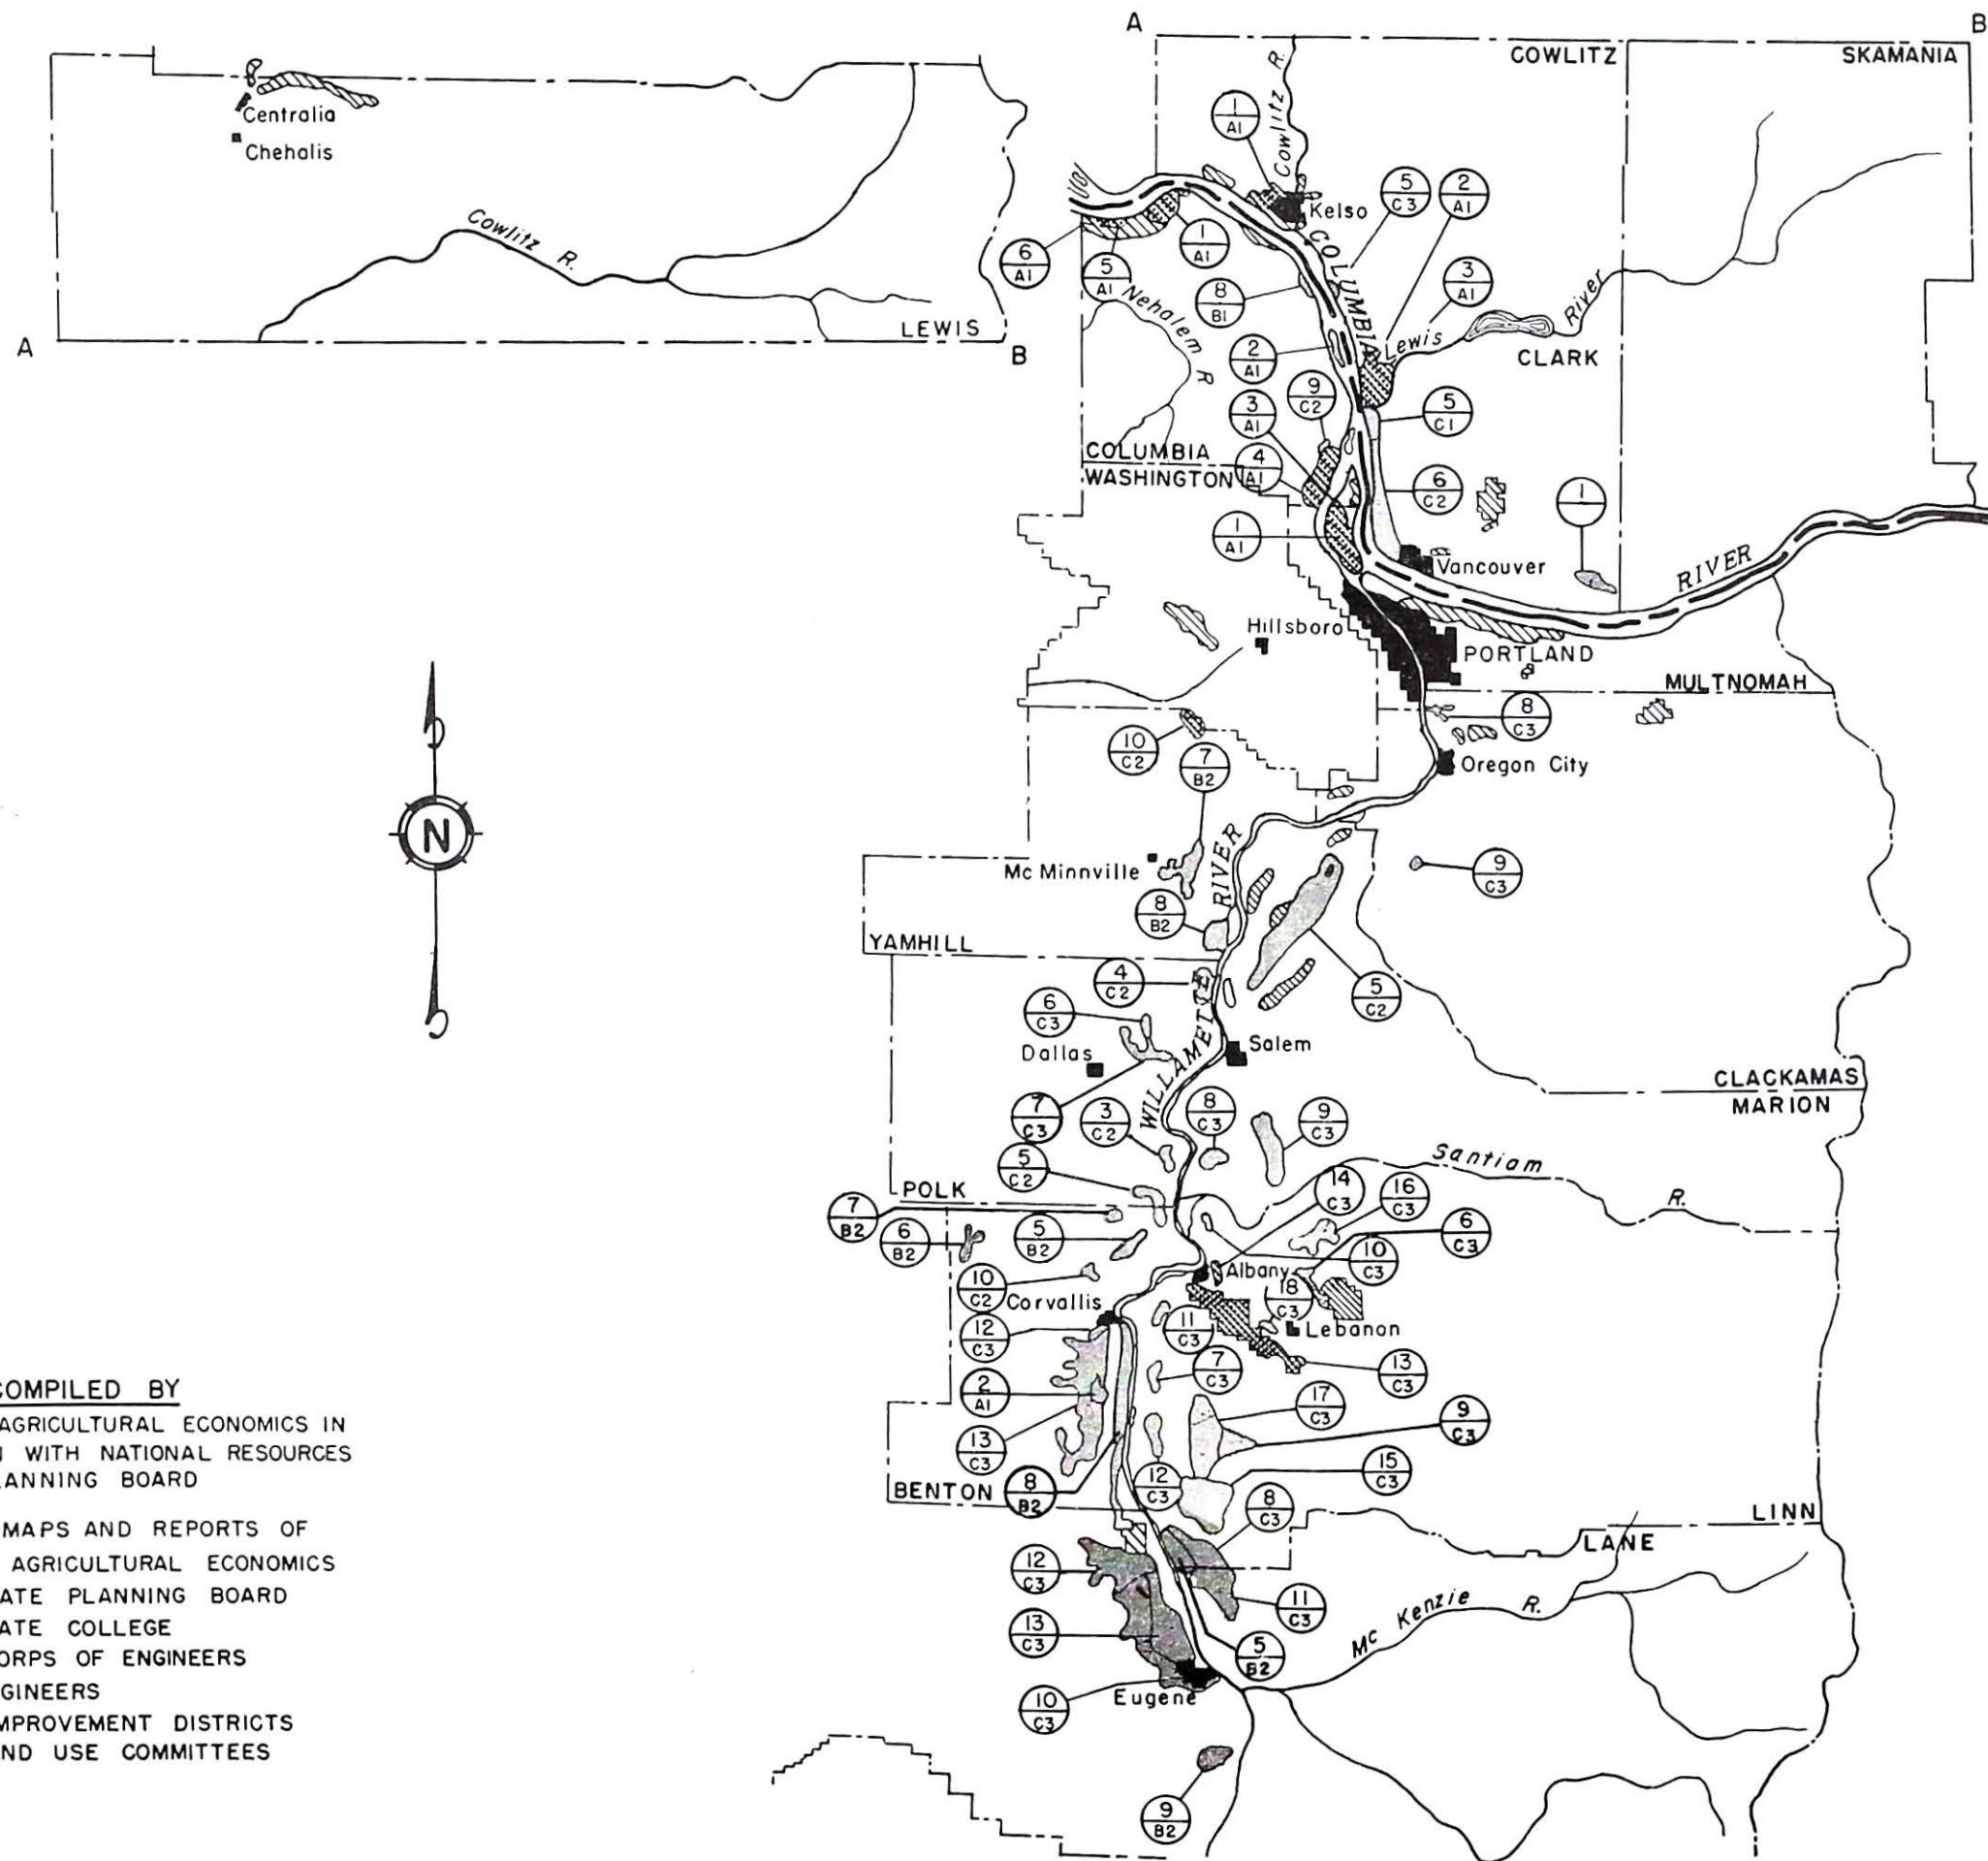 A
B
COWLITZ
SKAMANIA
Centralia
Chehalis
Cowlitz R.
LEWIS
A
B
Cowlitz R.
1
A1
Kelso
5
C3
2
A1
6
A1
5
A1
1
A1
3
A1
8
B1
COLUMBIA
Nehalem R
Lewis River
CLARK
2
A1
9
C2
3
A1
5
C1
COLUMBIA
WASHINGTON
4
A1
6
C2
1
1
A1
Vancouver
RIVER
Hillsboro
PORTLAND
MULTNOMAH
8
C3
10
C2
7
B2
Oregon City
N
Mc Minnville
RIVER
9
C3
8
B2
YAMHILL
4
C2
5
C2
6
C3
Dallas
Salem
WILLAMETTE
CLACKAMAS
MARION
7
C3
3
C2
8
C3
9
C3
5
C2
Santiam R.
POLK
14
C3
16
C3
7
B2
6
B2
5
B2
6
C3
10
C3
10
C2
Albany
Corvallis
18
C3
12
C3
11
C3
Lebanon
7
C3
13
C3
2
A1
17
C3
9
C3
13
C3
12
C3
15
C3
BENTON
8
B2
8
C3
LINN
LANE
12
C3
11
C3
13
C3
5
B2
Mc Kenzie R.
10
C3
Eugene
9
B2
COMPILED BY
AGRICULTURAL ECONOMICS IN
WITH NATIONAL RESOURCES
PLANNING BOARD
MAPS AND REPORTS OF
AGRICULTURAL ECONOMICS
ATE PLANNING BOARD
ATE COLLEGE
ORPS OF ENGINEERS
GINEERS
MPROVEMENT DISTRICTS
ND USE COMMITTEES